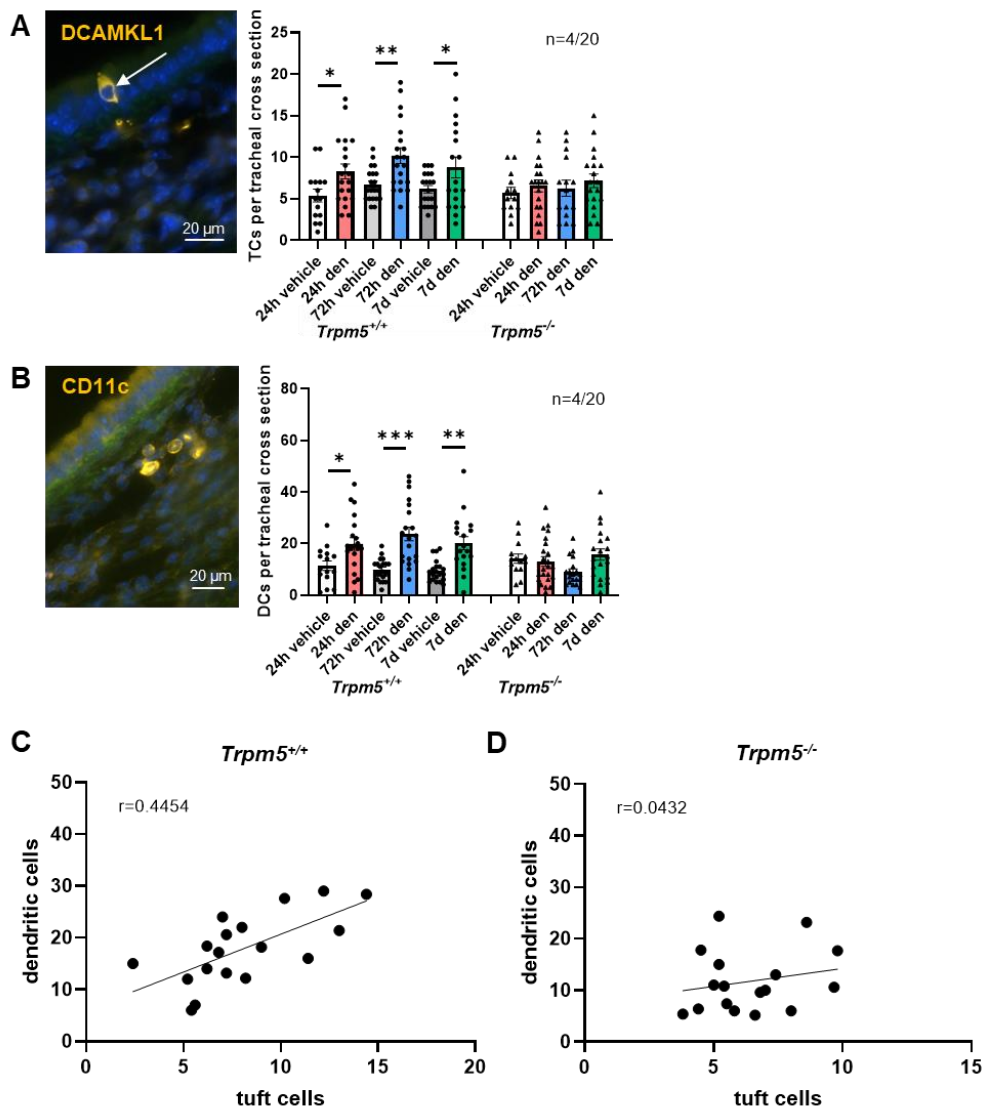 A
DCAMKL1
20 µm
TCs per tracheal cross section
25
20
15
10
5
0
n=4/20
*
**
*
24h vehicle
24h den
72h vehicle
72h den
7d vehicle
7d den
24h vehicle
24h den
72h den
7d den
Trpm5+/+
Trpm5-/-
B
CD11c
20 µm
DCs per tracheal cross section
80
60
40
20
0
n=4/20
*
***
**
24h vehicle
24h den
72h vehicle
72h den
7d vehicle
7d den
24h vehicle
24h den
72h den
7d den
Trpm5+/+
Trpm5-/-
C
Trpm5+/+
r=0.4454
dendritic cells
50
40
30
20
10
0
0 5 10 15 20
tuft cells
D
Trpm5-/-
r=0.0432
dendritic cells
50
40
30
20
10
0
0 5 10 15
tuft cells